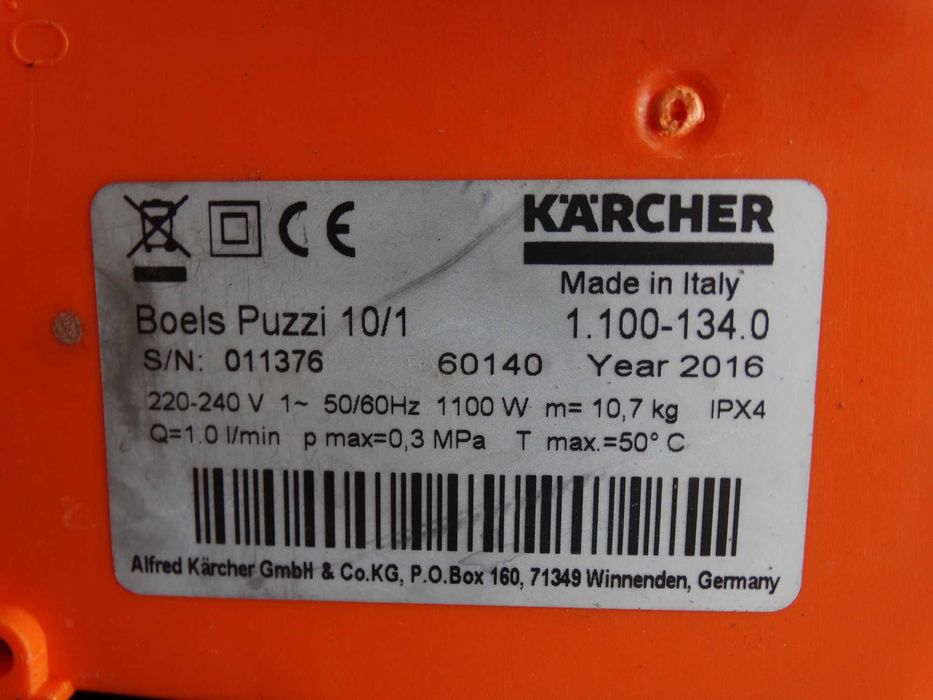 CE
KÄRCHER
Made in Italy
Boels Puzzi 10/1 1.100-134.0
S/N: 011376 60140 Year 2016
220-240 V 1~ 50/60Hz 1100 W m= 10,7 kg IPX4
Q=1.0 l/min p max=0,3 MPa T max.=50° C
Alfred Kärcher GmbH & Co.KG, P.O.Box 160, 71349 Winnenden, Germany